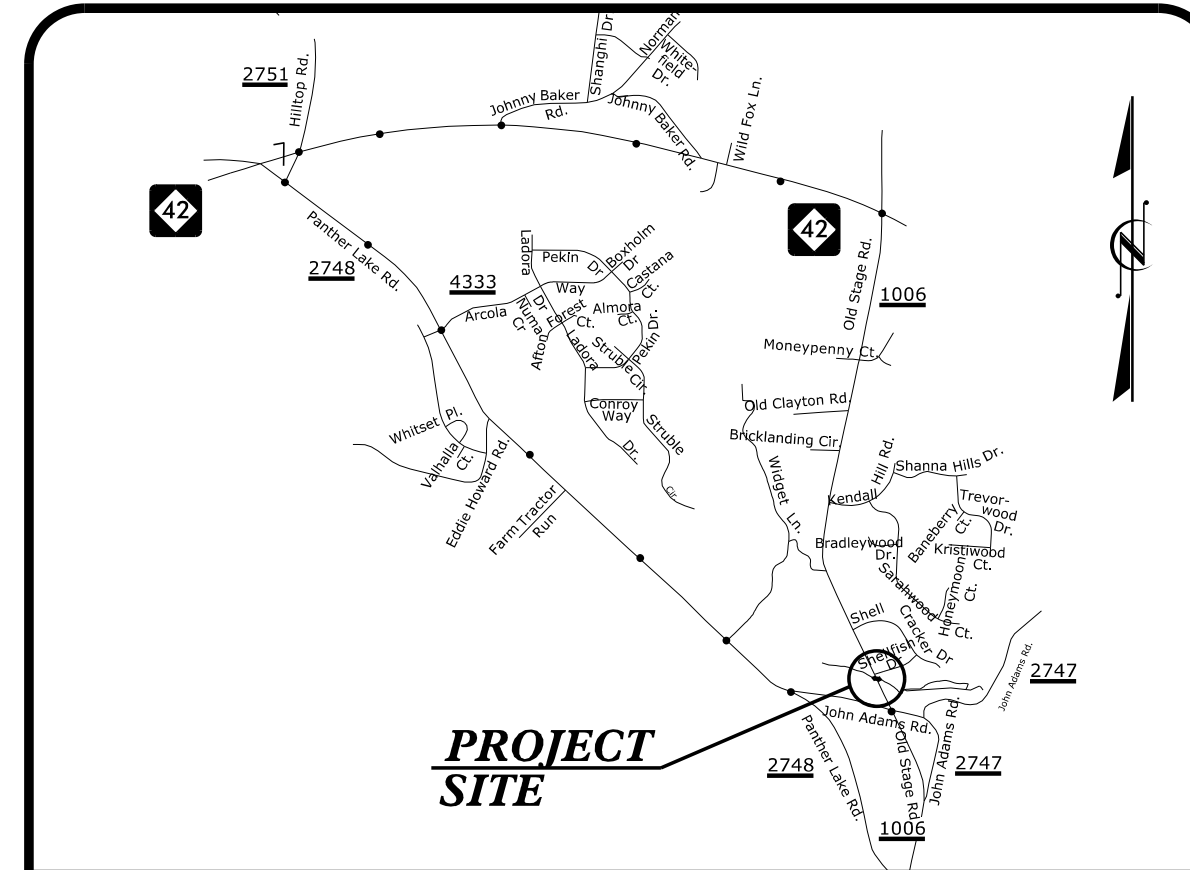 Shanghi Dr
Norman
White-
field
Dr.
2751
Hilltop Rd.
Johnny Baker
Rd.
Johnny Baker Rd.
Wild Fox Ln.
42
42
Panther Lake Rd.
2748
4333
Ladora
Dr
Pekin
Dr
Boxholm
Dr
Castana
Ct.
Way
Arcola
Numa
Cr
Forest
Ct.
Almora
Ct.
Afton
Ladora
Struble
Cir.
Pekin Dr.
Conroy
Way
Dr.
Struble
Cir.
Old Stage Rd.
1006
Moneypenny Ct.
Old Clayton Rd.
Bricklanding Cir.
Whitset Pl.
Valhalla
Ct.
Eddie Howard Rd.
Farm Tractor
Run
Widget Ln.
Kendall
Hill Rd.
Shanna Hills Dr.
Trevor-
wood
Dr.
Baneberry
Ct.
Bradleywood
Dr.
Kristiwood
Ct.
Sarahwood
Ct.
Honeymoon
Ct.
Shell
Cracker Dr
Shellfish
Dr
John Adams Rd.
2747
John Adams Rd.
PROJECT
SITE
Panther Lake Rd.
2748
Old Stage Rd
John Adams Rd.
2747
1006
N